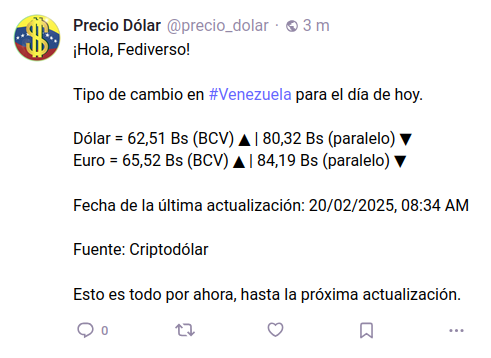 Precio Dólar @precio_dolar · 3 m
¡Hola, Fediverso!
Tipo de cambio en #Venezuela para el día de hoy.
Dólar = 62,51 Bs (BCV) ▲ | 80,32 Bs (paralelo) ▼
Euro = 65,52 Bs (BCV) ▲ | 84,19 Bs (paralelo) ▼
Fecha de la última actualización: 20/02/2025, 08:34 AM
Fuente: Criptodólar
Esto es todo por ahora, hasta la próxima actualización.
0